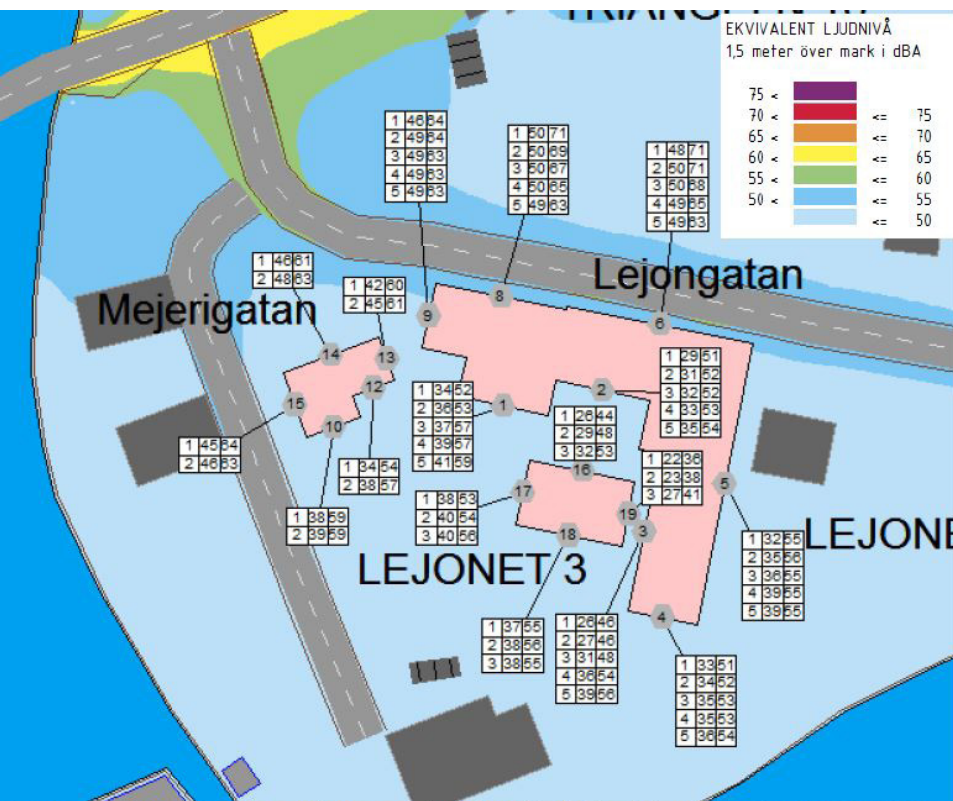 EKVIVALENT LJUDNIVÅ
1,5 meter över mark i dBA
75 <
70 < <= 75
65 < <= 70
60 < <= 65
55 < <= 60
50 < <= 55
<= 50
1 46 64
2 49 64
3 49 63
4 49 63
5 49 63
1 50 71
2 50 69
3 50 67
4 50 65
5 49 63
1 48 71
2 50 71
3 50 68
4 49 65
5 49 63
1 46 61
2 48 63
1 42 60
2 45 61
Lejongatan
Mejerigatan
8
9
6
14
13
12
15
10
1
2
1 29 51
2 31 52
3 32 52
4 33 53
5 35 54
1 34 52
2 36 53
3 37 57
4 39 57
5 41 59
1 26 44
2 29 48
3 32 53
1 45 64
2 46 63
1 34 54
2 38 57
1 22 36
2 23 38
3 27 41
16
17
5
19
3
18
1 38 53
2 40 54
3 40 56
1 38 59
2 39 59
LEJONET 3
LEJONE
1 32 55
2 35 56
3 36 55
4 39 55
5 39 55
4
1 37 55
2 38 56
3 38 55
1 26 46
2 27 46
3 31 48
4 36 54
5 39 56
1 33 51
2 34 52
3 35 53
4 35 53
5 36 54